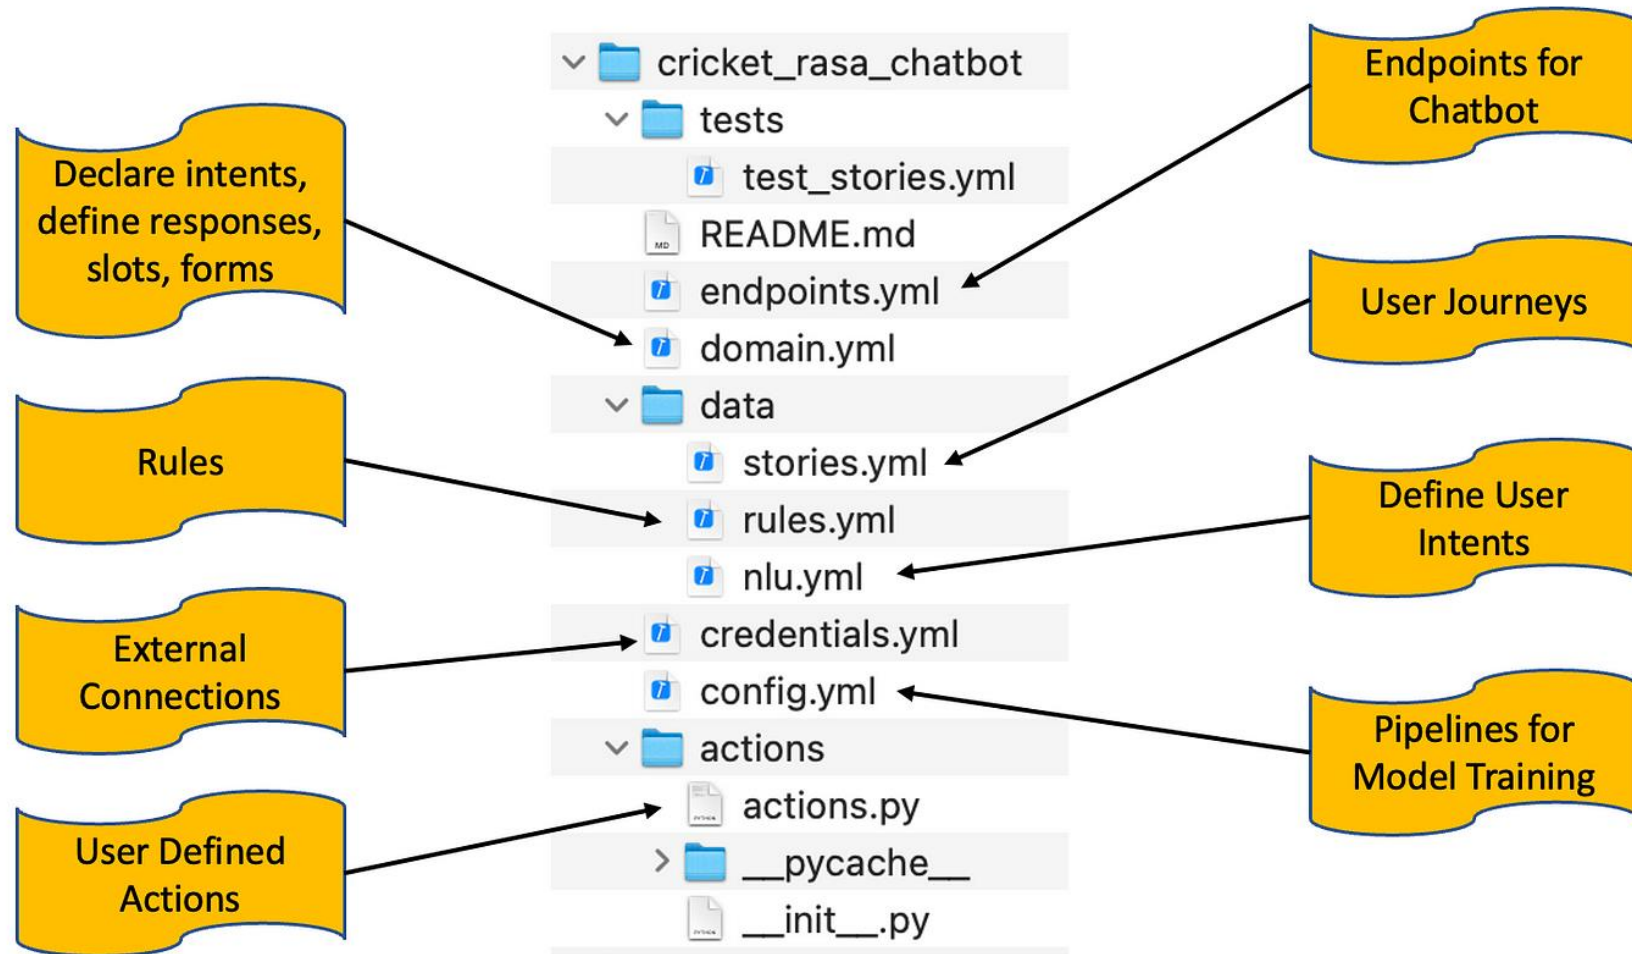 cricket_rasa_chatbot
tests
test_stories.yml
README.md
endpoints.yml
domain.yml
data
stories.yml
rules.yml
nlu.yml
credentials.yml
config.yml
actions
actions.py
__pycache__
__init__.py
Declare intents,
define responses,
slots, forms
Rules
External
Connections
User Defined
Actions
Endpoints for
Chatbot
User Journeys
Define User
Intents
Pipelines for
Model Training